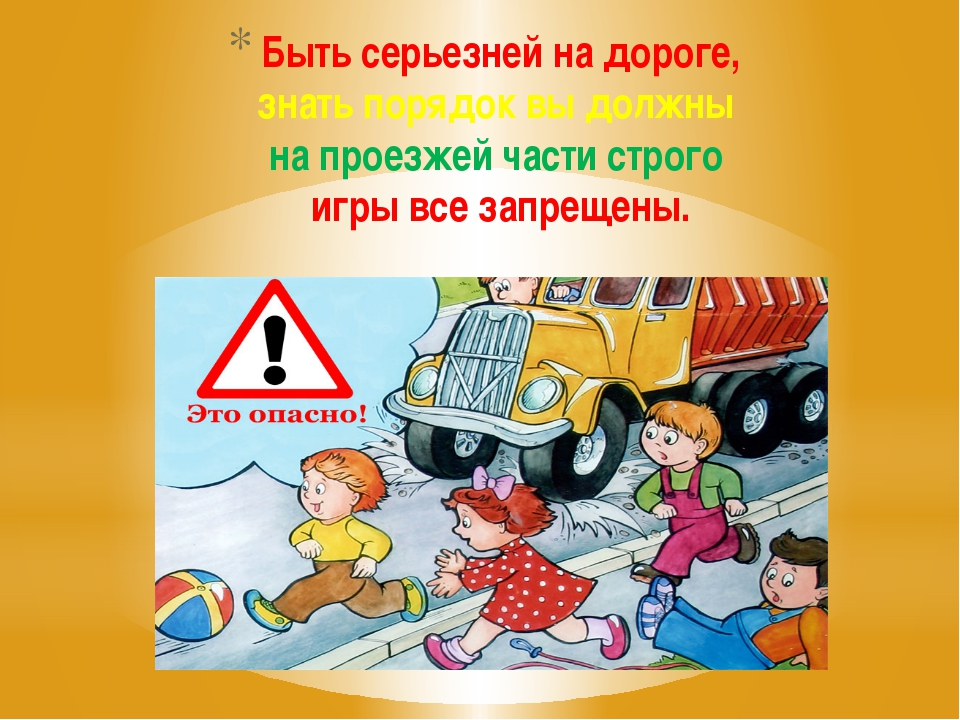 * Быть серьезней на дороге,
знать порядок вы должны
на проезжей части строго
игры все запрещены.
!
Это опасно!